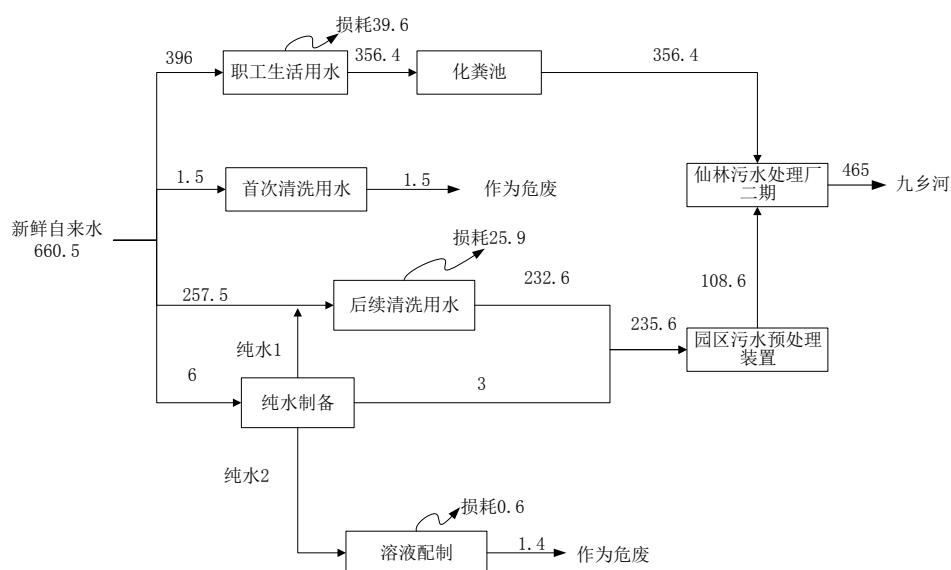 损耗39.6
396
职工生活用水
356.4
化粪池
356.4
1.5
首次清洗用水
1.5
作为危废
仙林污水处理厂
二期
465
九乡河
新鲜自来水
660.5
损耗25.9
257.5
后续清洗用水
232.6
108.6
235.6
园区污水预处理
装置
纯水1
6
纯水制备
3
纯水2
损耗0.6
溶液配制
1.4
作为危废